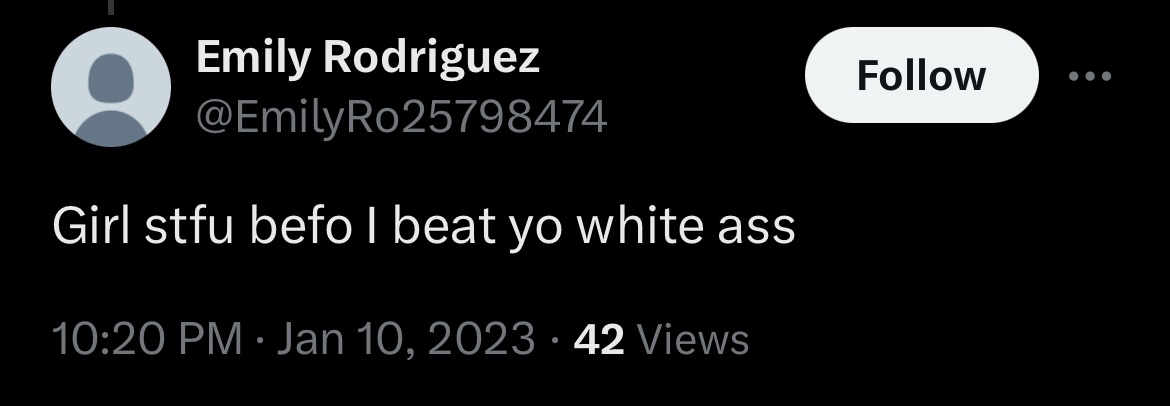 Emily Rodriguez
Follow
@EmilyRo25798474
Girl stfu befo I beat yo white ass
10:20 PM · Jan 10, 2023 · 42 Views